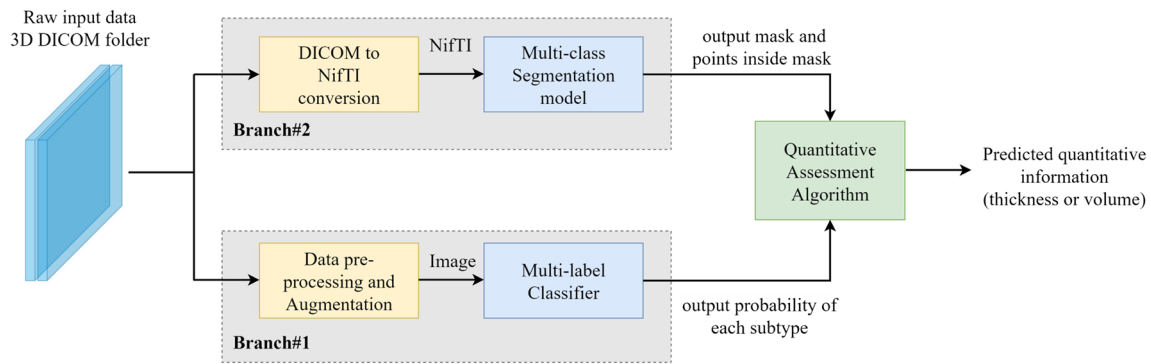 Raw input data
3D DICOM folder
DICOM to
NifTI
conversion
NifTI
Multi-class
Segmentation
model
Branch#2
output mask and
points inside mask
Quantitative
Assessment
Algorithm
Predicted quantitative
information
(thickness or volume)
Data pre-
processing and
Augmentation
Image
Multi-label
Classifier
Branch#1
output probability of
each subtype